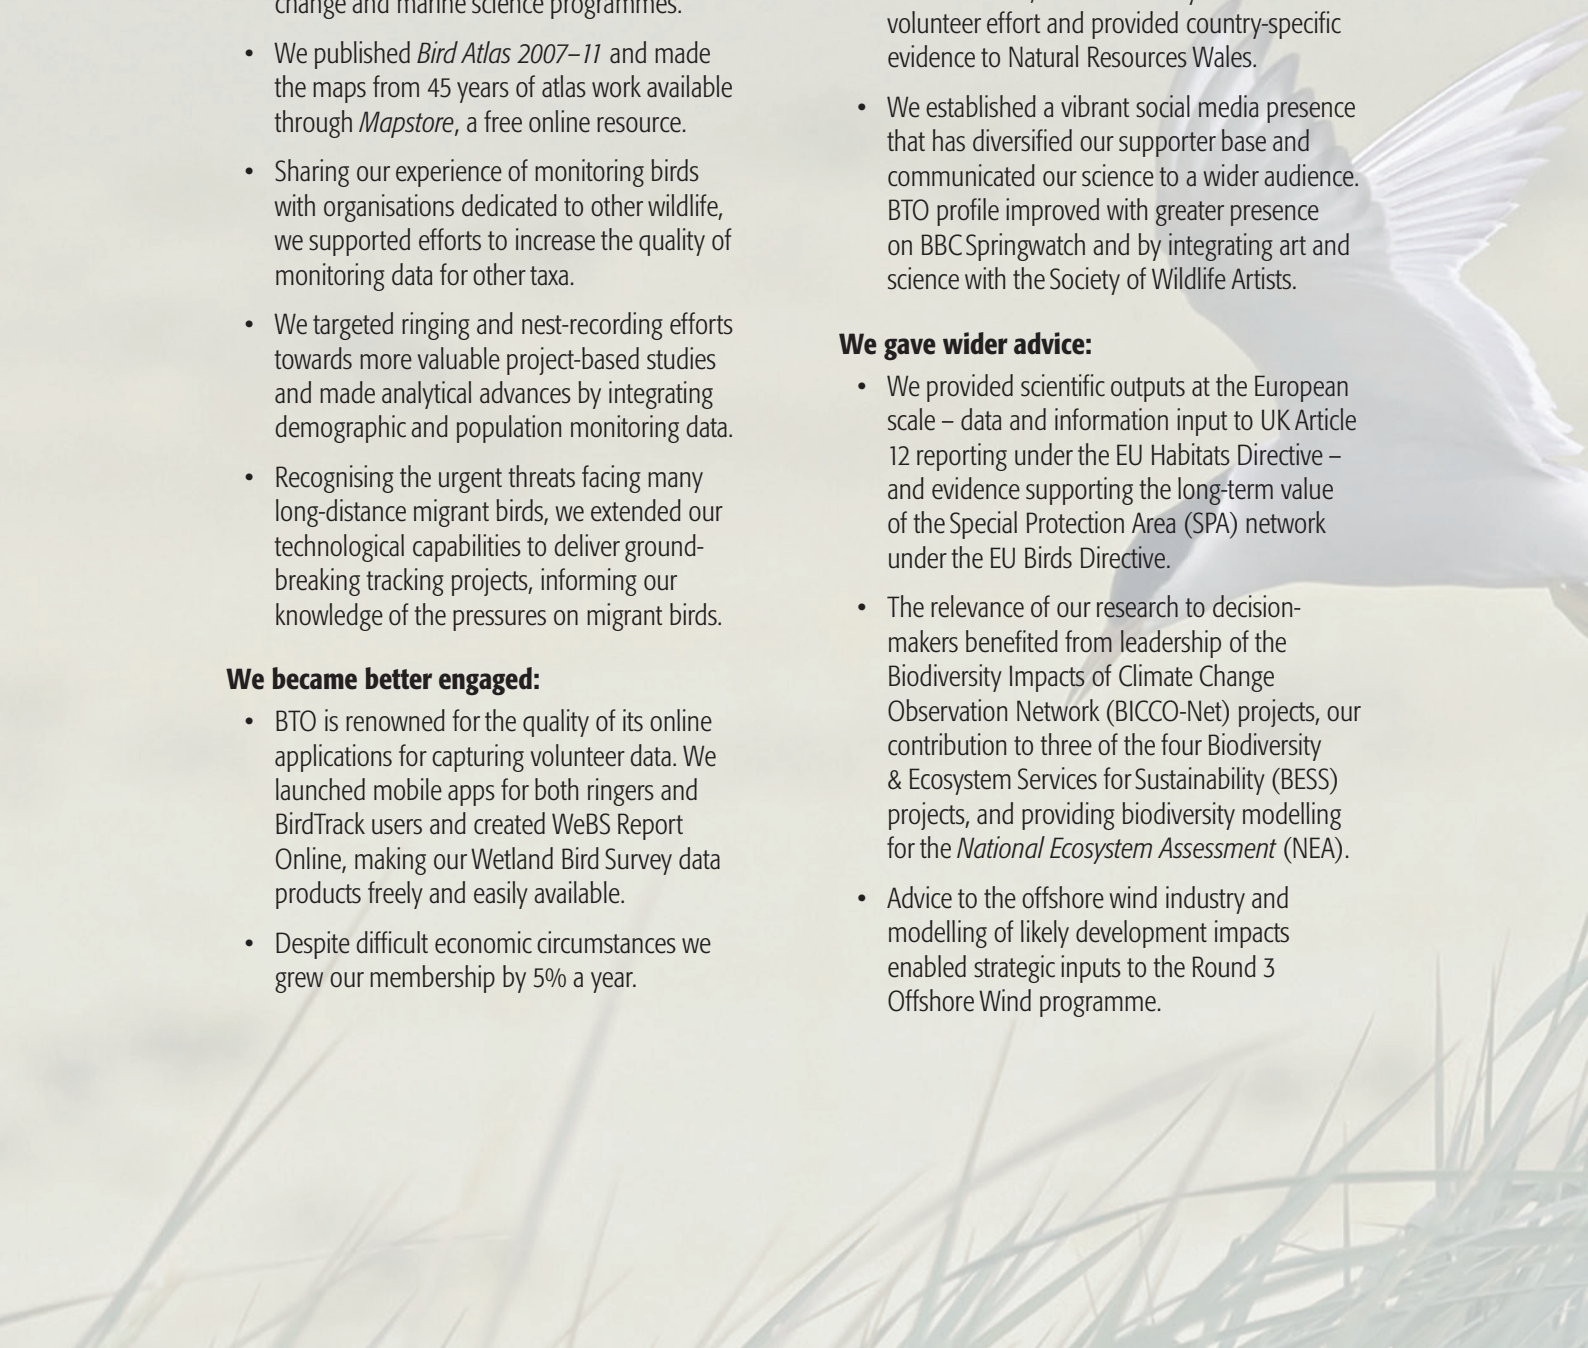 change and marine science programmes.
• We published Bird Atlas 2007–11 and made
the maps from 45 years of atlas work available
through Mapstore, a free online resource.
• Sharing our experience of monitoring birds
with organisations dedicated to other wildlife,
we supported efforts to increase the quality of
monitoring data for other taxa.
• We targeted ringing and nest-recording efforts
towards more valuable project-based studies
and made analytical advances by integrating
demographic and population monitoring data.
• Recognising the urgent threats facing many
long-distance migrant birds, we extended our
technological capabilities to deliver ground-
breaking tracking projects, informing our
knowledge of the pressures on migrant birds.
We became better engaged:
• BTO is renowned for the quality of its online
applications for capturing volunteer data. We
launched mobile apps for both ringers and
BirdTrack users and created WeBS Report
Online, making our Wetland Bird Survey data
products freely and easily available.
• Despite difficult economic circumstances we
grew our membership by 5% a year.
volunteer effort and provided country-specific
evidence to Natural Resources Wales.
• We established a vibrant social media presence
that has diversified our supporter base and
communicated our science to a wider audience.
BTO profile improved with greater presence
on BBC Springwatch and by integrating art and
science with the Society of Wildlife Artists.
We gave wider advice:
• We provided scientific outputs at the European
scale – data and information input to UK Article
12 reporting under the EU Habitats Directive –
and evidence supporting the long-term value
of the Special Protection Area (SPA) network
under the EU Birds Directive.
• The relevance of our research to decision-
makers benefited from leadership of the
Biodiversity Impacts of Climate Change
Observation Network (BICCO-Net) projects, our
contribution to three of the four Biodiversity
& Ecosystem Services for Sustainability (BESS)
projects, and providing biodiversity modelling
for the National Ecosystem Assessment (NEA).
• Advice to the offshore wind industry and
modelling of likely development impacts
enabled strategic inputs to the Round 3
Offshore Wind programme.